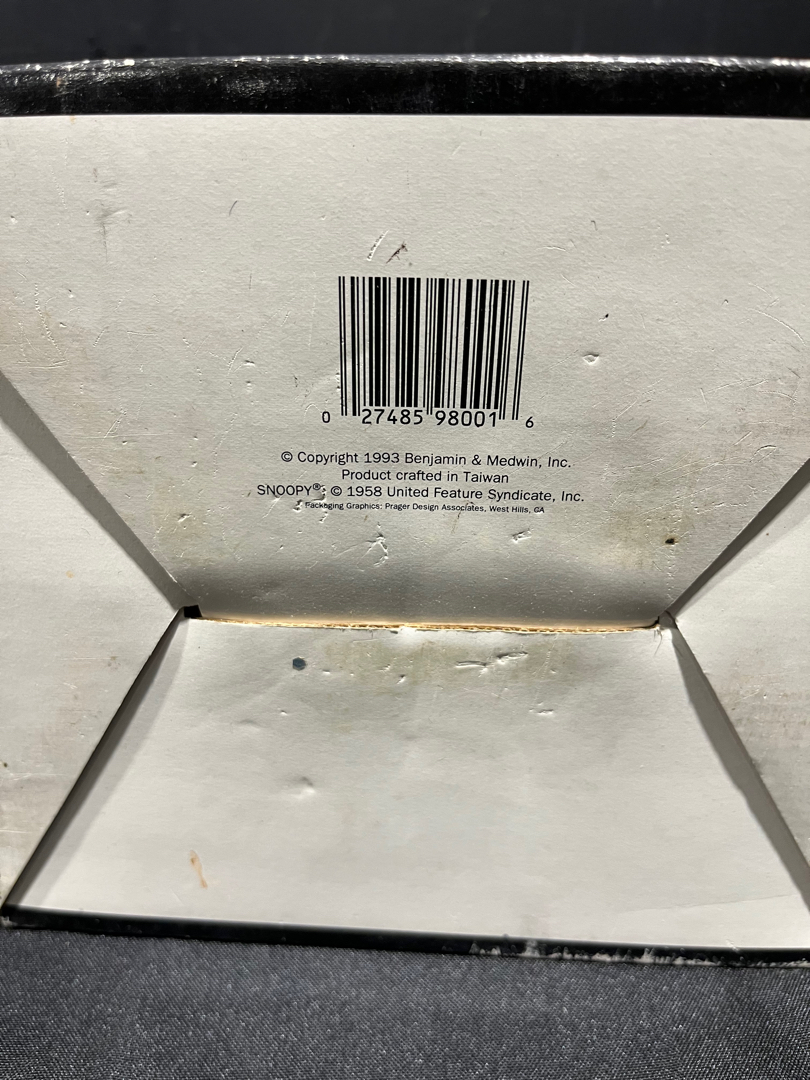 0 27485 98001 6
© Copyright 1993 Benjamin & Medwin, Inc.
Product crafted in Taiwan
SNOOPY®: © 1958 United Feature Syndicate, Inc.
Packaging Graphics: Prager Design Associates, West Hills, CA